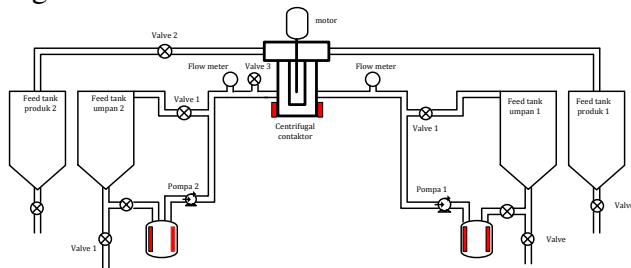 motor
Valve 2
Flow meter
Valve 3
Flow meter
Feed tank
produk 2
Feed tank
umpan 2
Valve 1
Centrifugal
contaktor
Valve 1
Feed tank
umpan 1
Feed tank
produk 1
Pompa 2
Pompa 1
Valve 1
Valve
Valve